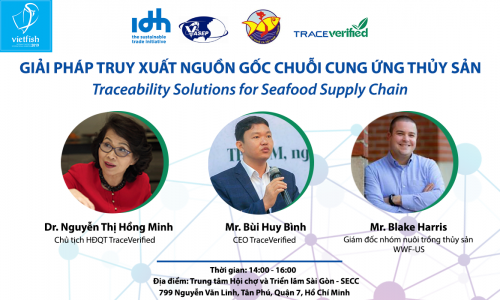 vietfish
idh
the sustainable
trade initiative
VASEP
TRACEverified
GIẢI PHÁP TRUY XUẤT NGUỒN GỐC CHUỖI CUNG ỨNG THỦY SẢN
Traceability Solutions for Seafood Supply Chain
Dr. Nguyễn Thị Hồng Minh
Chủ tịch HĐQT TraceVerified
Mr. Bùi Huy Bình
CEO TraceVerified
Mr. Blake Harris
Giám đốc nhóm nuôi trồng thủy sản
WWF-US
Thời gian: 14:00 - 16:00
Địa điểm: Trung tâm Hội chợ và Triển lãm Sài Gòn - SECC
799 Nguyễn Văn Linh, Tân Phú, Quận 7, Hồ Chí Minh